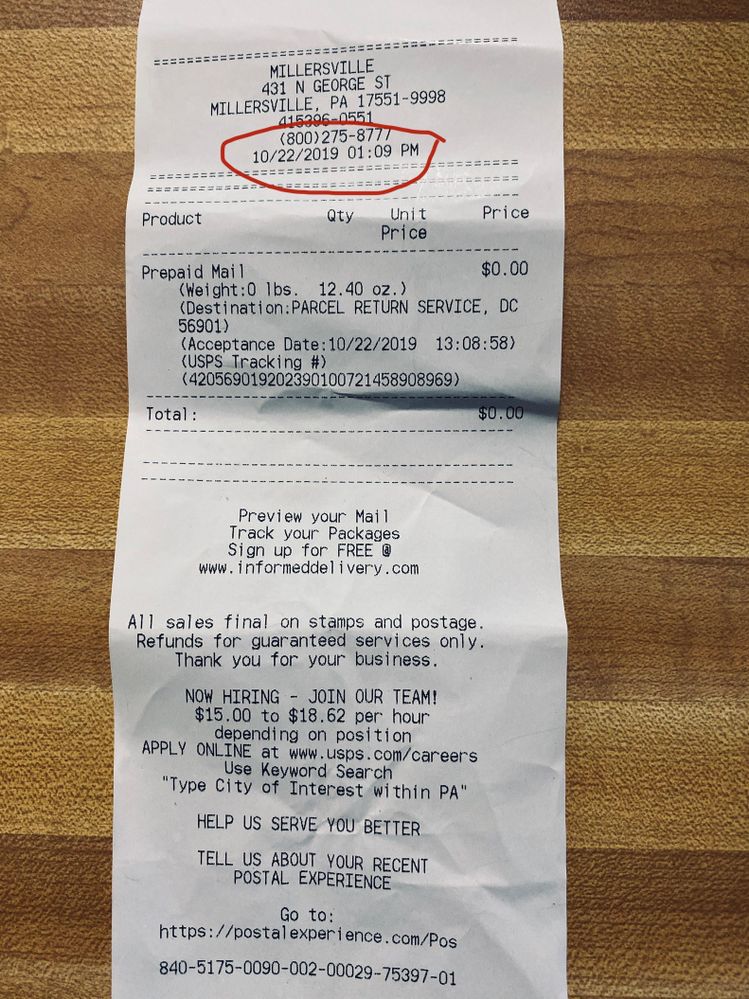 MILLERSVILLE
431 N GEORGE ST
MILLERSVILLE, PA 17551-9998
415396-0551
(800)275-8777
10/22/2019 01:09 PM
Product Qty Unit Price
Price
Prepaid Mail $0.00
(Weight:0 lbs. 12.40 oz.)
(Destination:PARCEL RETURN SERVICE, DC
56901)
(Acceptance Date:10/22/2019 13:08:58)
(USPS Tracking #)
(420569019202390100721458908969)
Total: $0.00
Preview your Mail
Track your Packages
Sign up for FREE @
www.informeddelivery.com
All sales final on stamps and postage.
Refunds for guaranteed services only.
Thank you for your business.
NOW HIRING - JOIN OUR TEAM!
$15.00 to $18.62 per hour
depending on position
APPLY ONLINE at www.usps.com/careers
Use Keyword Search
"Type City of Interest within PA"
HELP US SERVE YOU BETTER
TELL US ABOUT YOUR RECENT
POSTAL EXPERIENCE
Go to:
https://postalexperience.com/Pos
840-5175-0090-002-00029-75397-01